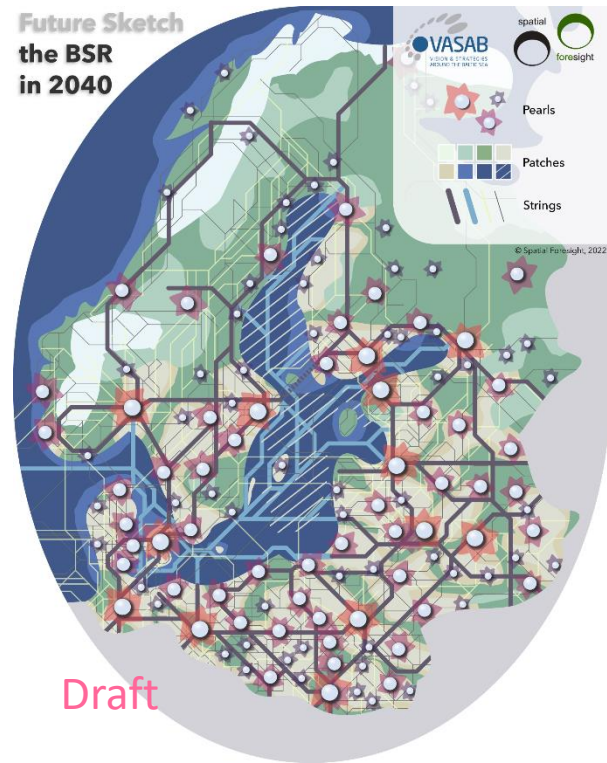 Future Sketch
the BSR
in 2040
VASAB
VISION & STRATEGIES
AROUND THE BALTIC SEA
spatial
foresight
Pearls
Patches
Strings
© Spatial Foresight, 2022
Draft